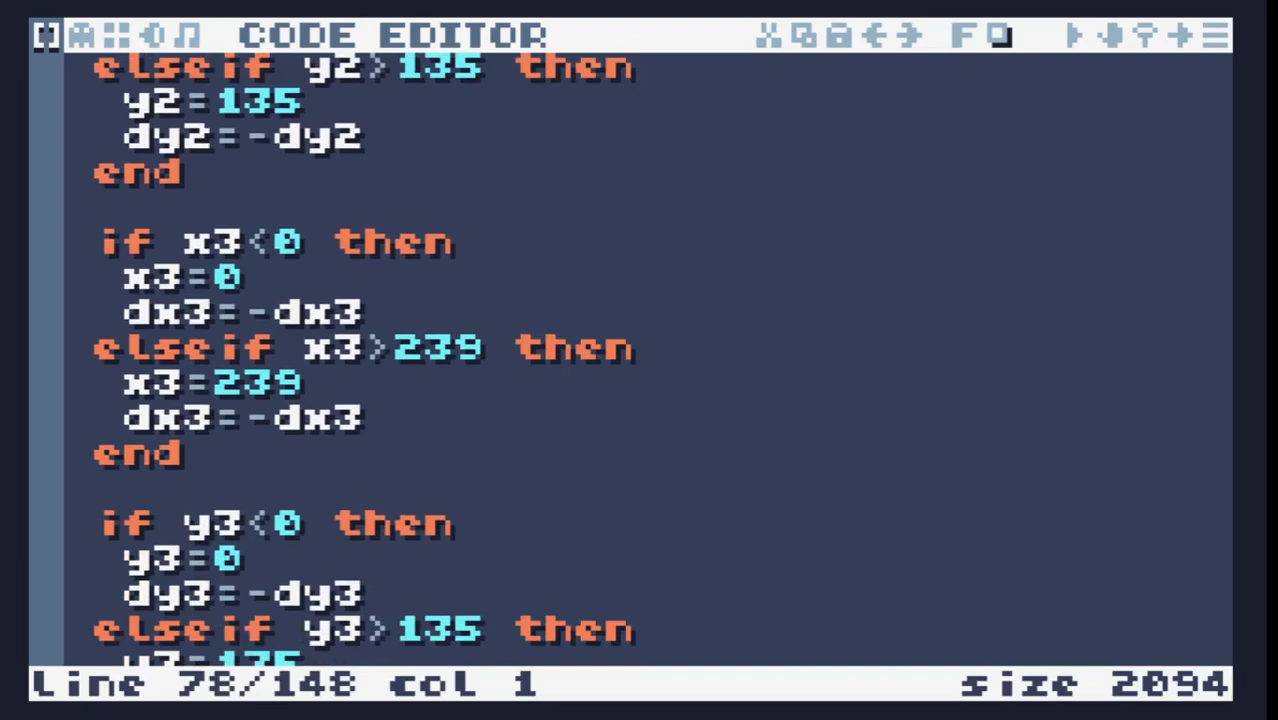 CODE EDITOR F
elseif y2>135 then
y2=135
dy2=-dy2
end
if x3<0 then
x3=0
dx3=-dx3
elseif x3>239 then
x3=239
dx3=-dx3
end
if y3<0 then
y3=0
dy3=-dy3
elseif y3>135 then
y3=135
line 78/148 col 1 size 2094